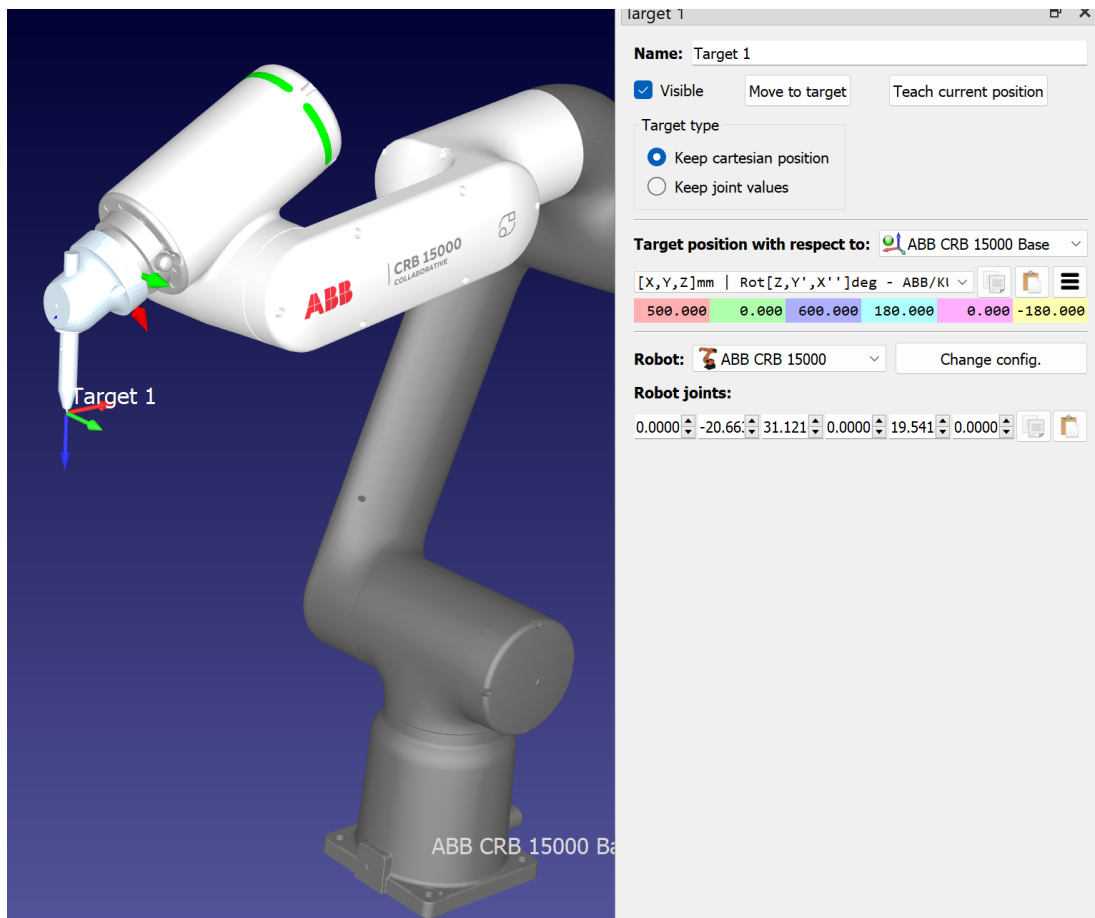 Target 1
Name: Target 1
Visible
Move to target
Teach current position
Target type
Keep cartesian position
Keep joint values
Target position with respect to: ABB CRB 15000 Base
[X,Y,Z]mm | Rot[Z,Y',X'']deg - ABB/KU
500.000 0.000 600.000 180.000 0.000 -180.000
Robot: ABB CRB 15000 Change config.
Robot joints:
0.0000 -20.663 31.121 0.0000 19.541 0.0000
ABB
CRB 15000
COLLABORATIVE
Target 1
ABB CRB 15000 Ba